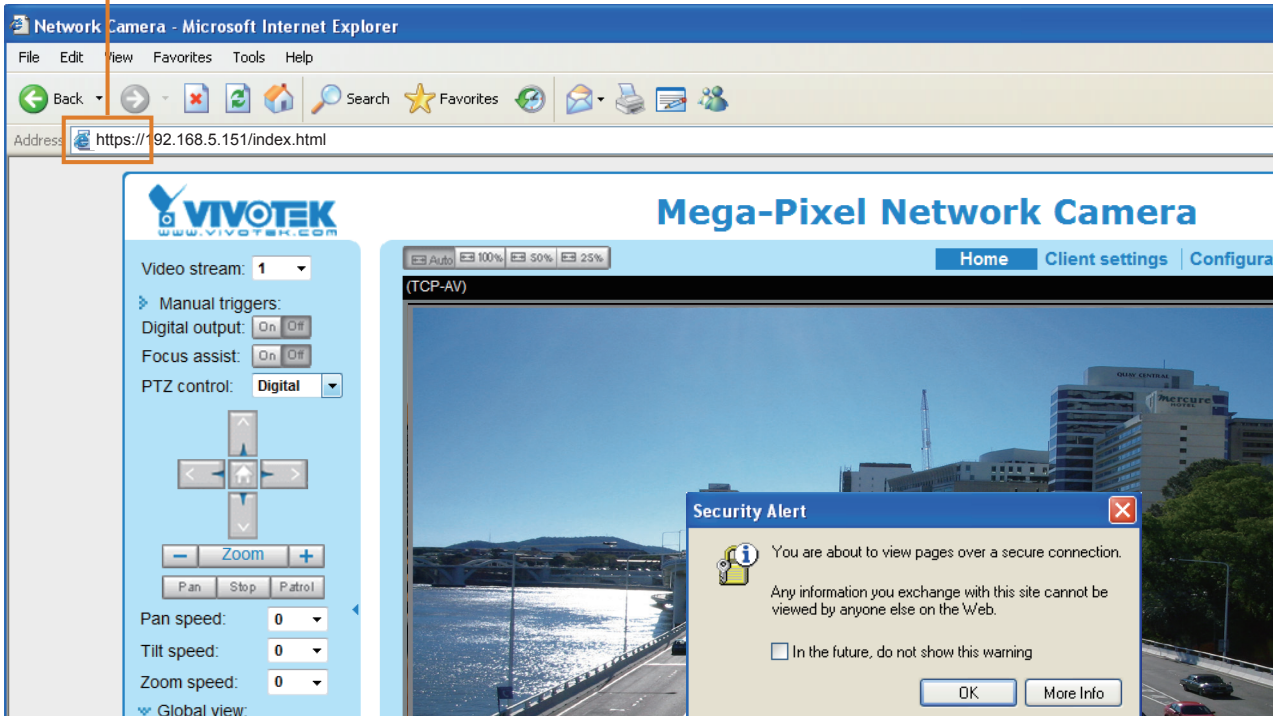 Network Camera - Microsoft Internet Explorer
File Edit View Favorites Tools Help
Back Search Favorites
Address https://192.168.5.151/index.html
VIVOTEK
www.vivotek.com
Mega-Pixel Network Camera
Video stream: 1
Auto 100% 50% 25%
Home Client settings Configura
(TCP-AV)
Manual triggers:
Digital output: On Off
Focus assist: On Off
PTZ control: Digital
Zoom
Pan Stop Patrol
Pan speed: 0
Tilt speed: 0
Zoom speed: 0
Global view:
QUAY CENTRAL
Mercure
HOTEL
Security Alert
You are about to view pages over a secure connection.
Any information you exchange with this site cannot be
viewed by anyone else on the Web.
In the future, do not show this warning
OK More Info